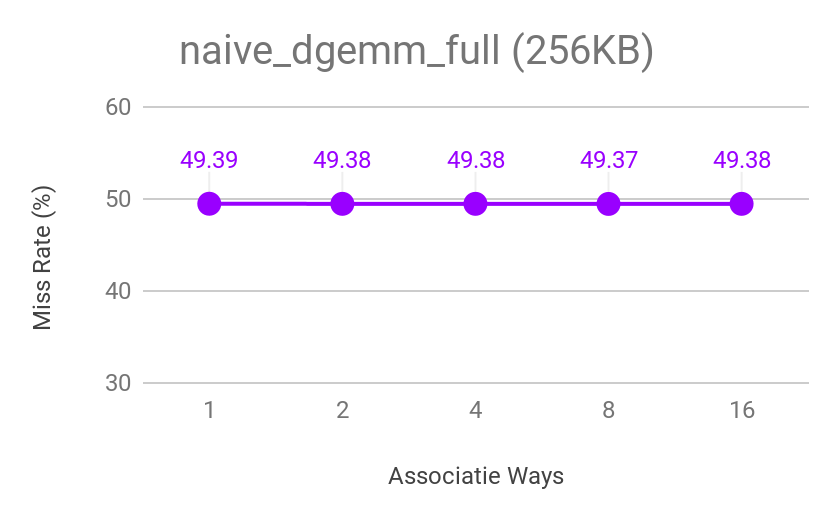 naive_dgemm_full (256KB)
60
49.39 49.38 49.38 49.37 49.38
50
Miss Rate (%)
40
30
1 2 4 8 16
Associatie Ways